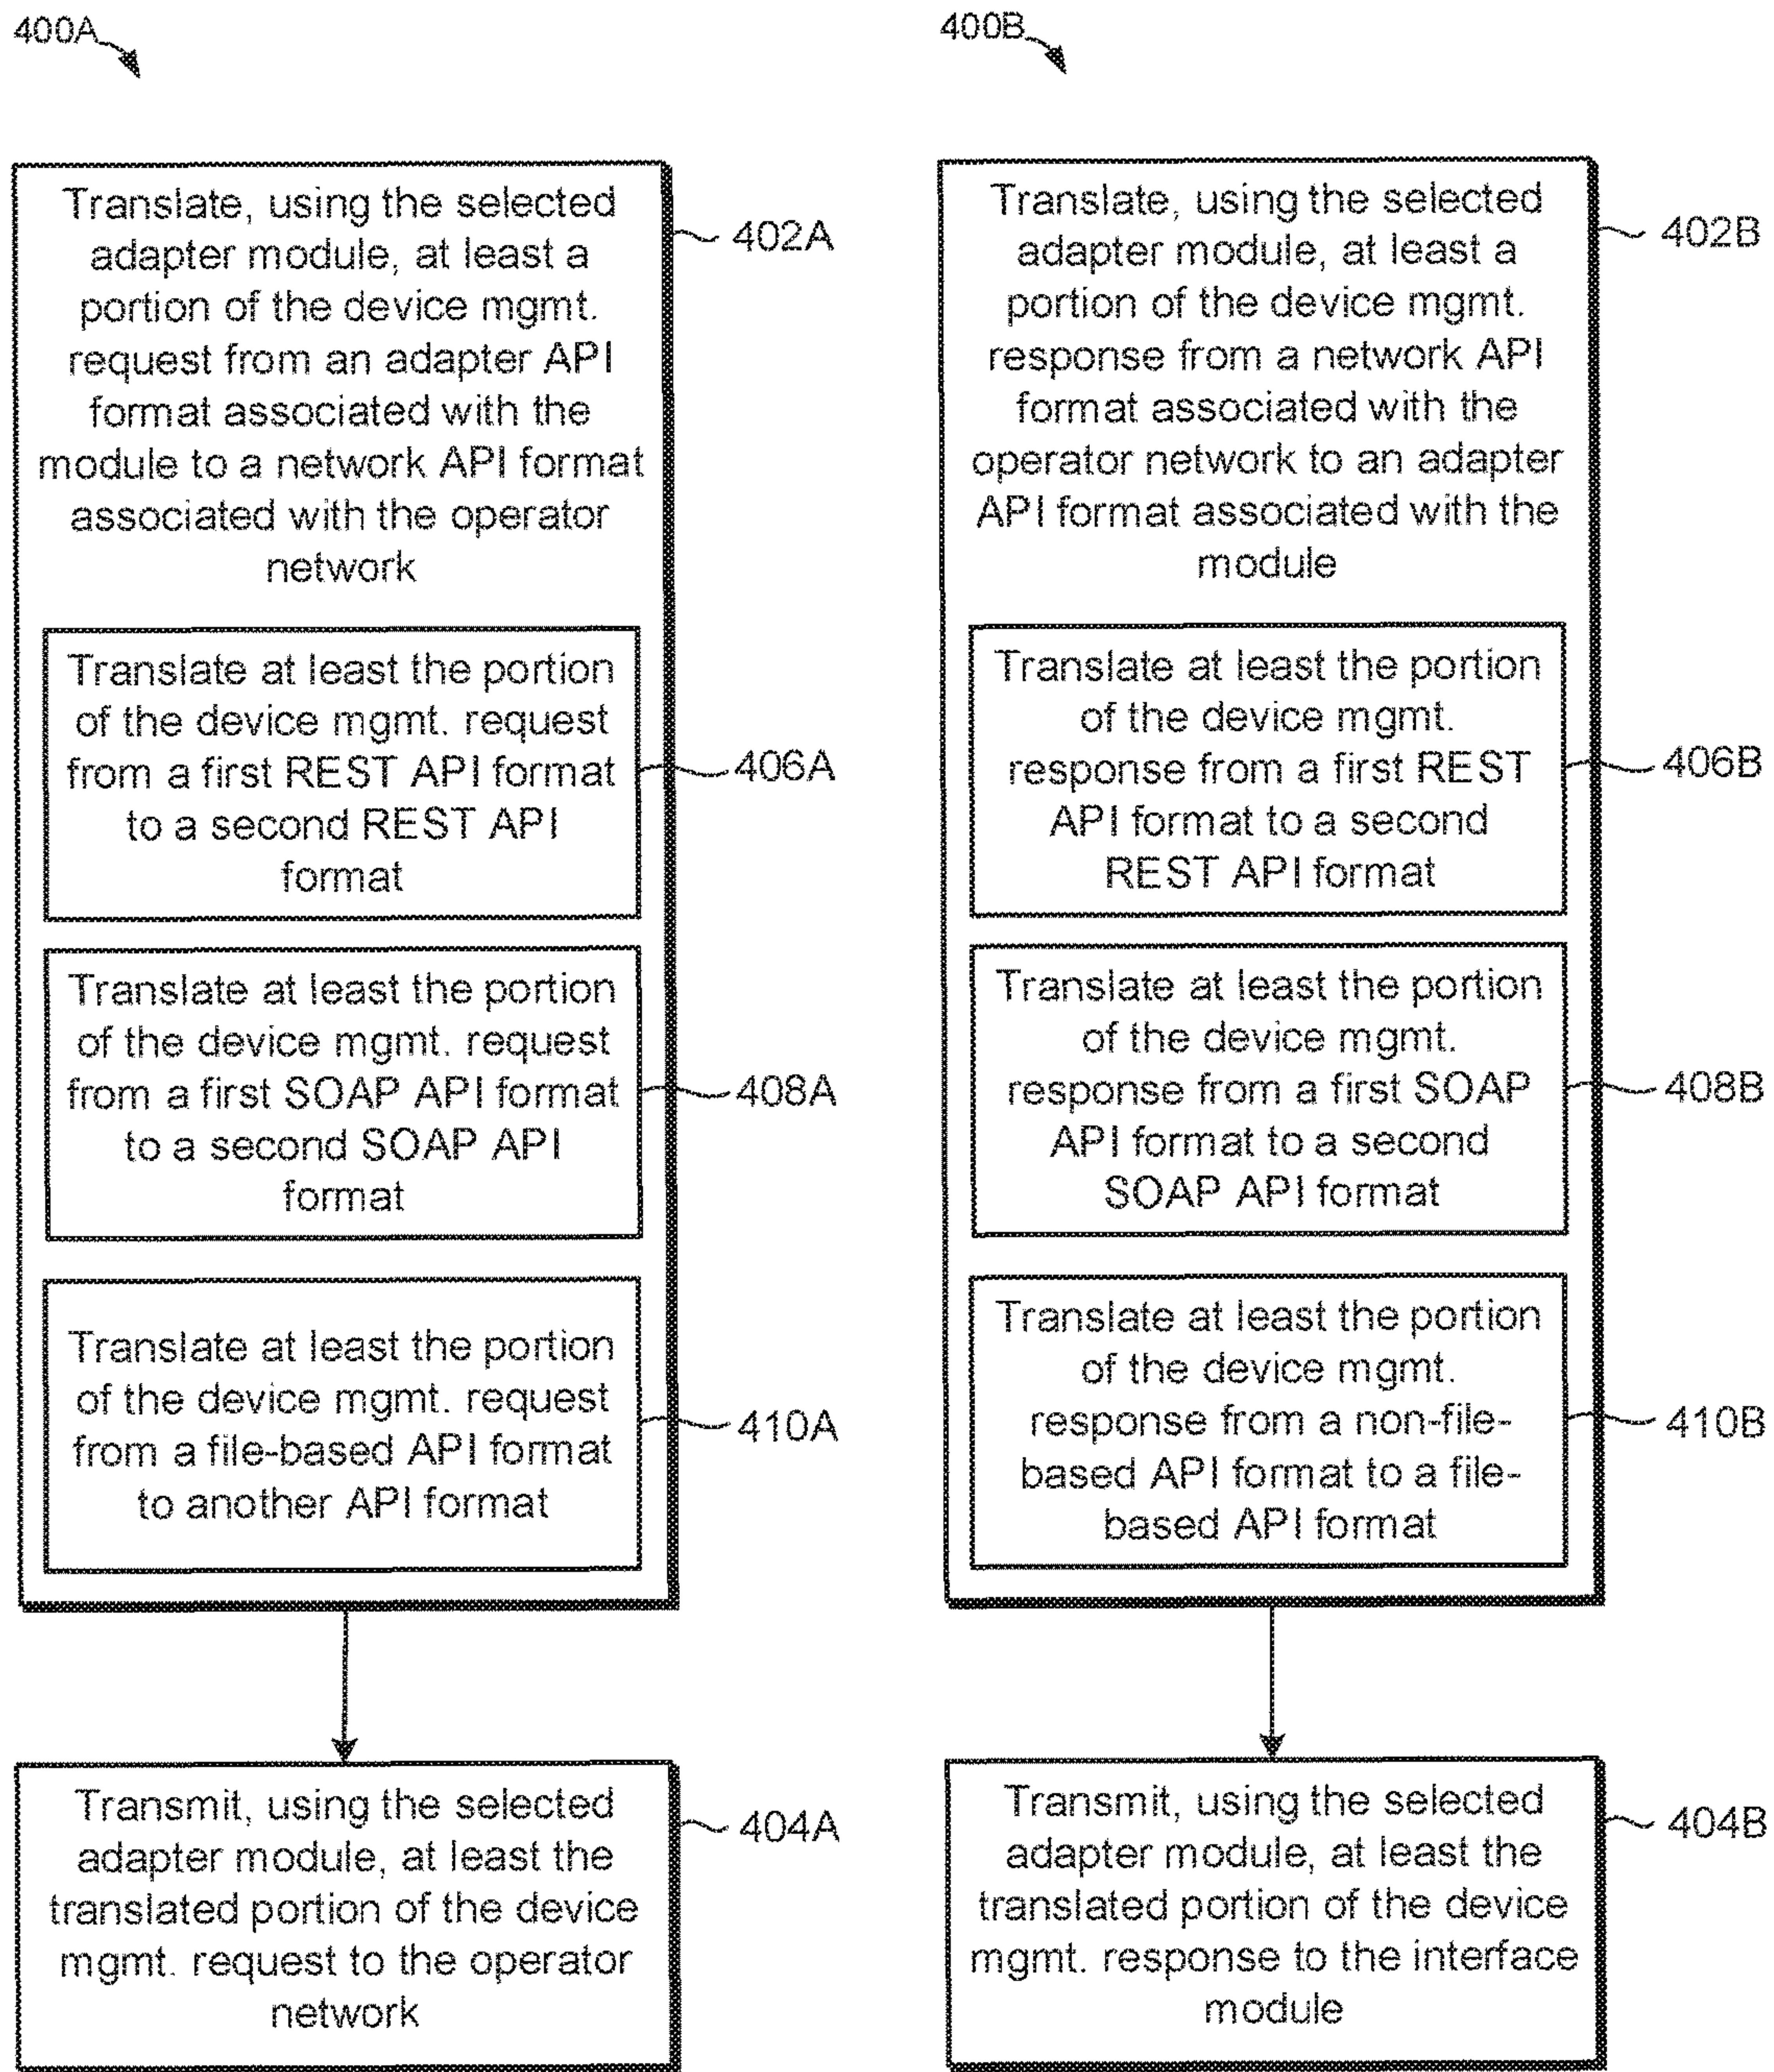 400A
Translate, using the selected
adapter module, at least a
portion of the device mgmt.
request from an adapter API
format associated with the
module to a network API format
associated with the operator
network
402A
Translate at least the portion
of the device mgmt. request
from a first REST API format
to a second REST API
format
406A
Translate at least the portion
of the device mgmt. request
from a first SOAP API format
to a second SOAP API
format
408A
Translate at least the portion
of the device mgmt. request
from a file-based API format
to another API format
410A
Transmit, using the selected
adapter module, at least the
translated portion of the device
mgmt. request to the operator
network
404A
400B
Translate, using the selected
adapter module, at least a
portion of the device mgmt.
response from a network API
format associated with the
operator network to an adapter
API format associated with the
module
402B
Translate at least the portion
of the device mgmt.
response from a first REST
API format to a second
REST API format
406B
Translate at least the portion
of the device mgmt.
response from a first SOAP
API format to a second
SOAP API format
408B
Translate at least the portion
of the device mgmt.
response from a non-file-
based API format to a file-
based API format
410B
Transmit, using the selected
adapter module, at least the
translated portion of the device
mgmt. response to the interface
module
404B